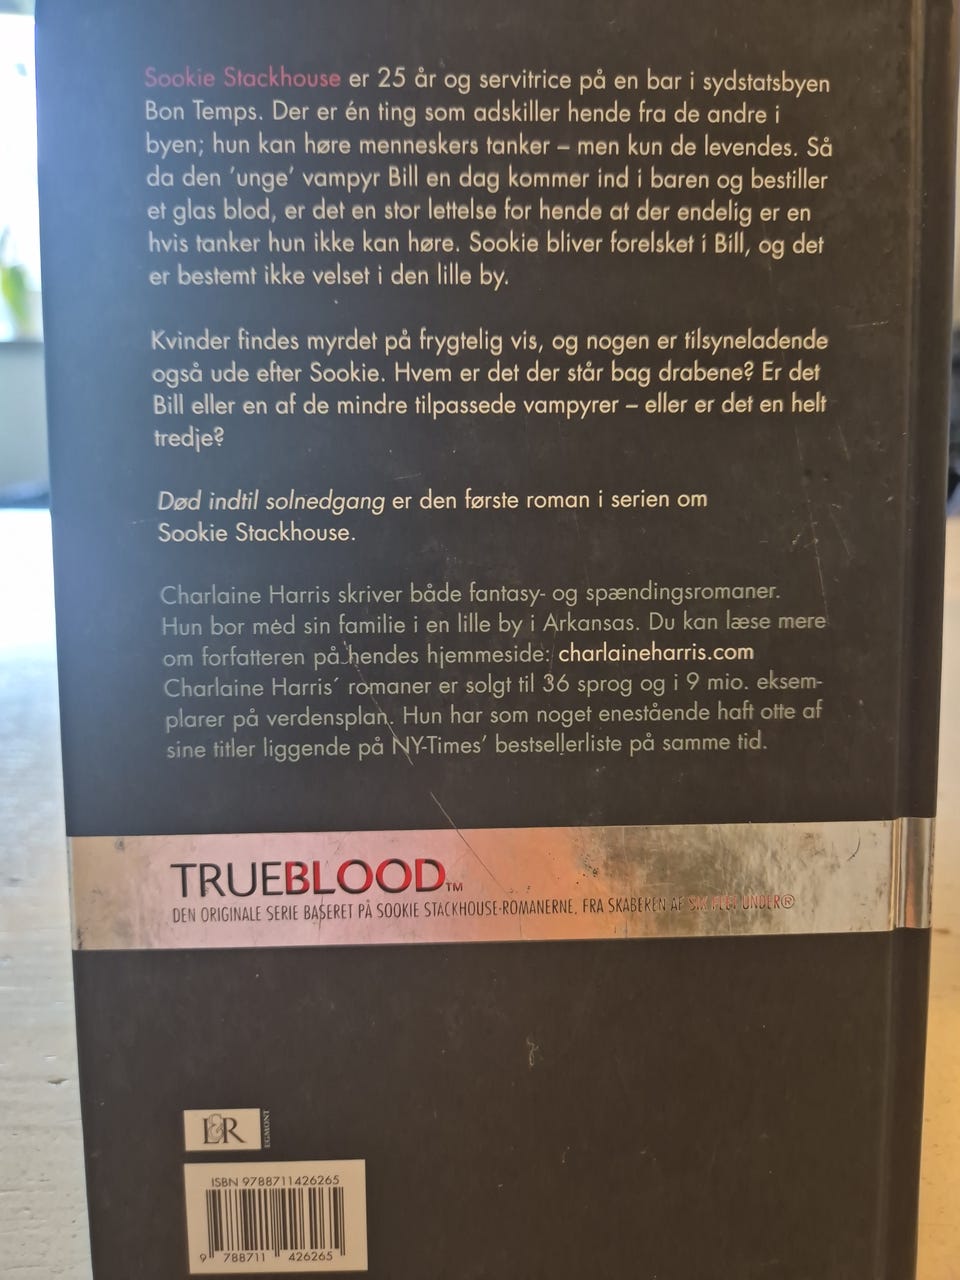 Sookie Stackhouse er 25 år og servitrice på en bar i sydstatsbyen
Bon Temps. Der er én ting som adskiller hende fra de andre i
byen; hun kan høre menneskers tanker – men kun de levendes. Så
da den ’unge’ vampyr Bill en dag kommer ind i baren og bestiller
et glas blod, er det en stor lettelse for hende at der endelig er en
hvis tanker hun ikke kan høre. Sookie bliver forelsket i Bill, og det
er bestemt ikke velset i den lille by.
Kvinder findes myrdet på frygtelig vis, og nogen er tilsyneladende
også ude efter Sookie. Hvem er det der står bag drabene? Er det
Bill eller en af de mindre tilpassede vampyrer – eller er det en helt
tredje?
Død indtil solnedgang er den første roman i serien om
Sookie Stackhouse.
Charlaine Harris skriver både fantasy- og spændingsromaner.
Hun bor med sin familie i en lille by i Arkansas. Du kan læse mere
om forfatteren på hendes hjemmeside: charlaineharris.com
Charlaine Harris´ romaner er solgt til 36 sprog og i 9 mio. eksem-
plarer på verdensplan. Hun har som noget enestående haft otte af
sine titler liggende på NY-Times’ bestsellerliste på samme tid.
TRUEBLOOD™
DEN ORIGINALE SERIE BASERET PÅ SOOKIE STACKHOUSE-ROMANERNE, FRA SKABEREN AF SIX FEET UNDER®
L&R
EGMONT
ISBN 9788711426265
9 788711 426265